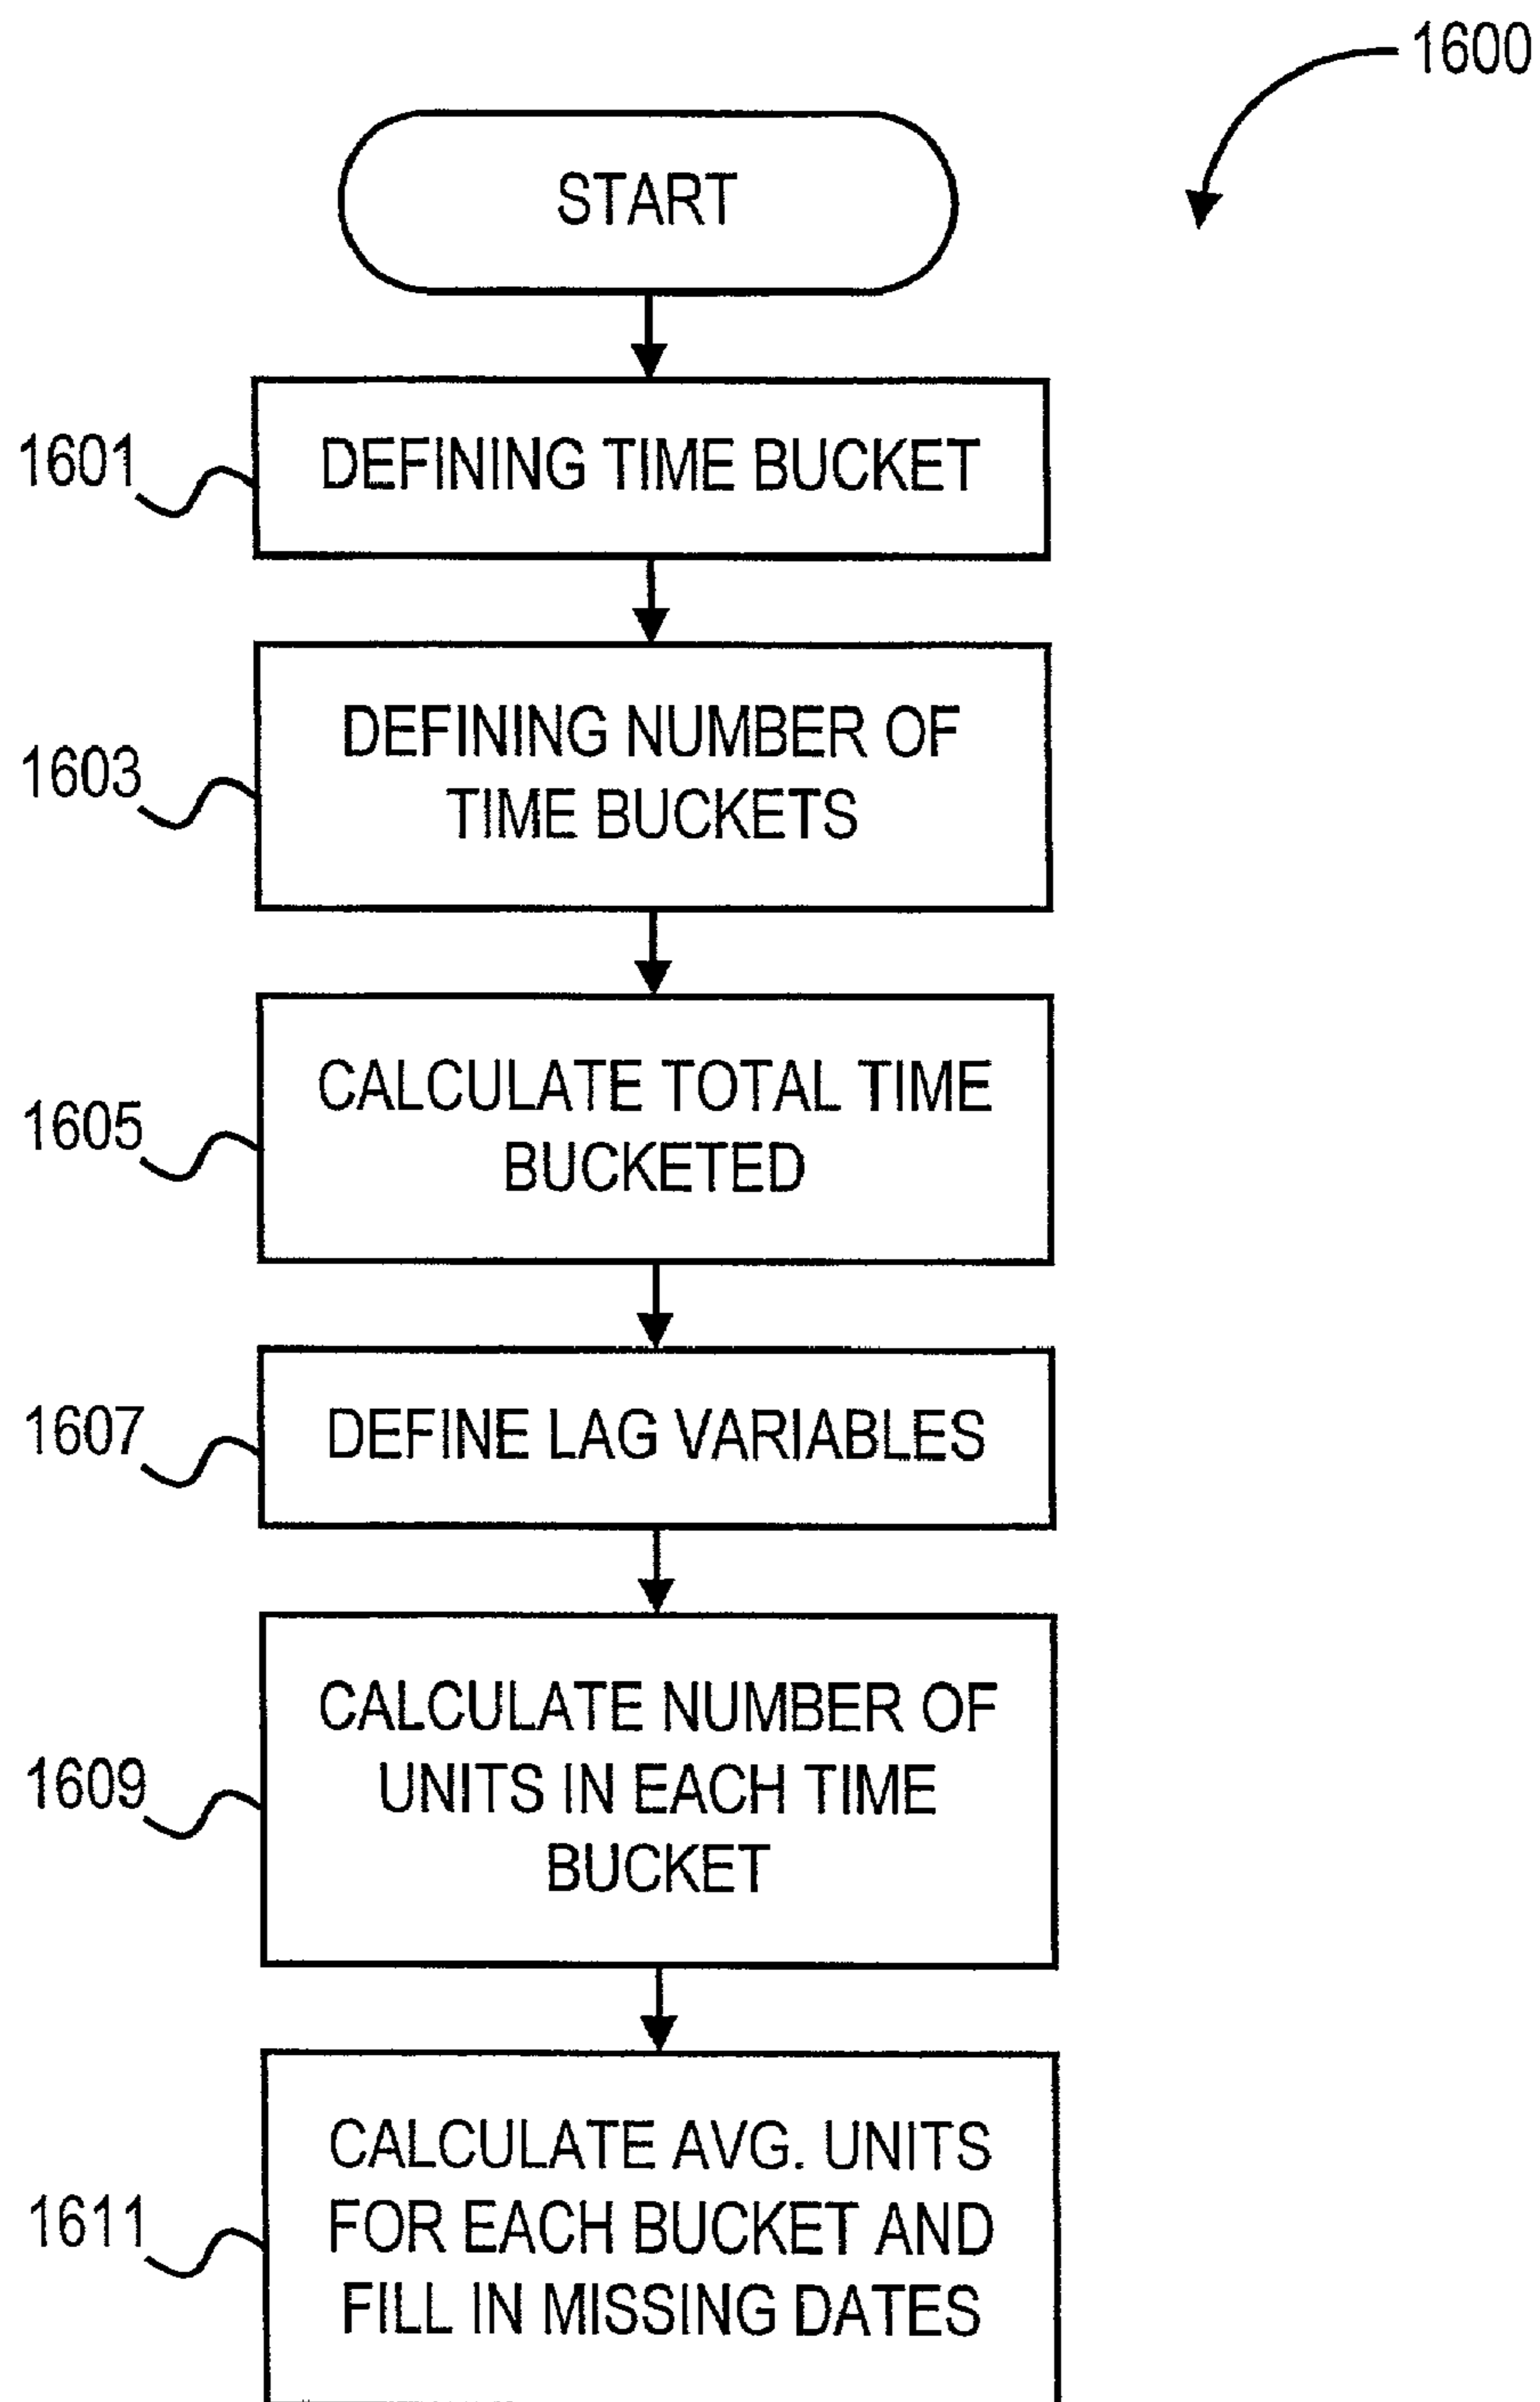 1600
START
1601
DEFINING TIME BUCKET
1603
DEFINING NUMBER OF
TIME BUCKETS
1605
CALCULATE TOTAL TIME
BUCKETED
1607
DEFINE LAG VARIABLES
1609
CALCULATE NUMBER OF
UNITS IN EACH TIME
BUCKET
1611
CALCULATE AVG. UNITS
FOR EACH BUCKET AND
FILL IN MISSING DATES